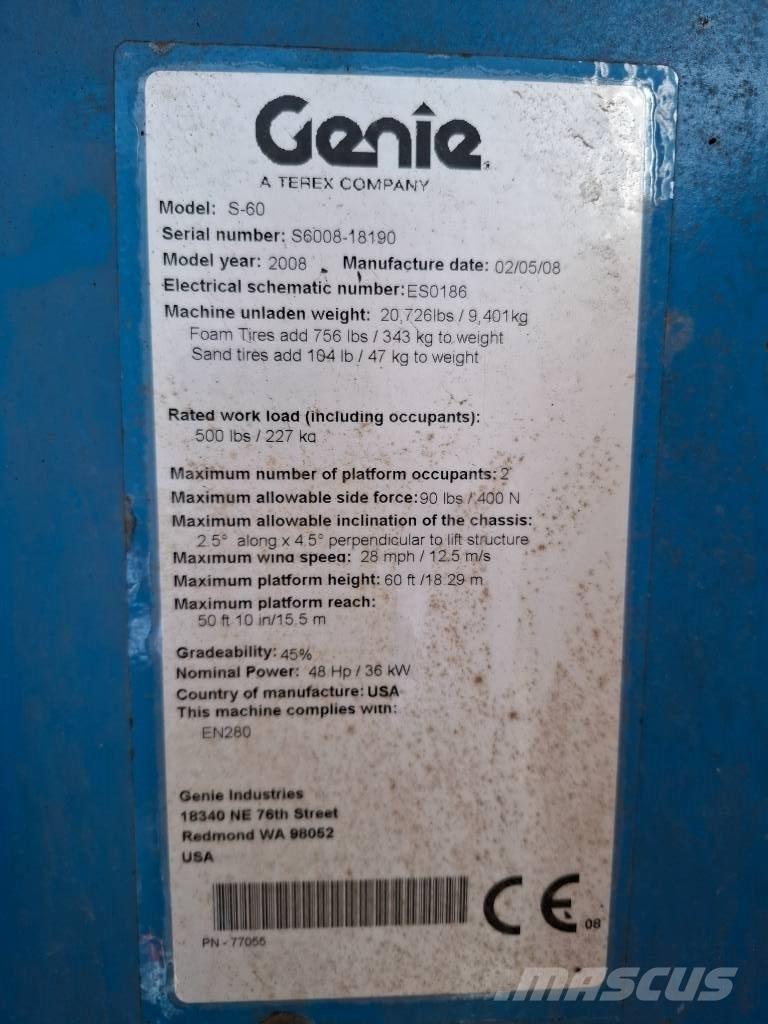 Genie
A TEREX COMPANY
Model: S-60
Serial number: S6008-18190
Model year: 2008 Manufacture date: 02/05/08
Electrical schematic number: ES0186
Machine unladen weight: 20,726lbs / 9,401kg
Foam Tires add 756 lbs / 343 kg to weight
Sand tires add 104 lb / 47 kg to weight
Rated work load (including occupants):
500 lbs / 227 kg
Maximum number of platform occupants: 2
Maximum allowable side force: 90 lbs / 400 N
Maximum allowable inclination of the chassis:
2.5° along x 4.5° perpendicular to lift structure
Maximum wind speed: 28 mph / 12.5 m/s
Maximum platform height: 60 ft /18.29 m
Maximum platform reach:
50 ft 10 in/15.5 m
Gradeability: 45%
Nominal Power: 48 Hp / 36 kW
Country of manufacture: USA
This machine complies with:
EN280
Genie Industries
18340 NE 76th Street
Redmond WA 98052
USA
CE 08
PN - 77055
MASCUS